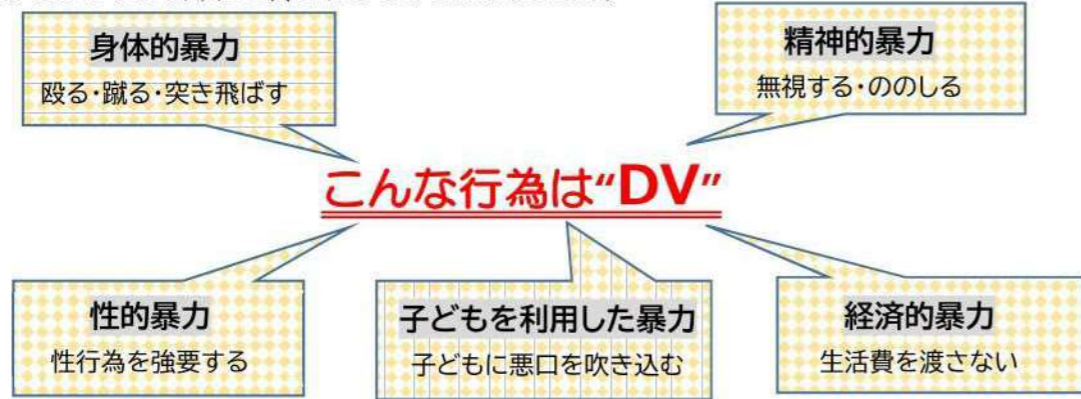 身体的暴力
殴る・蹴る・突き飛ばす
精神的暴力
無視する・ののしる
こんな行為は“DV”
性的暴力
性行為を強要する
子どもを利用した暴力
子どもに悪口を吹き込む
経済的暴力
生活費を渡さない